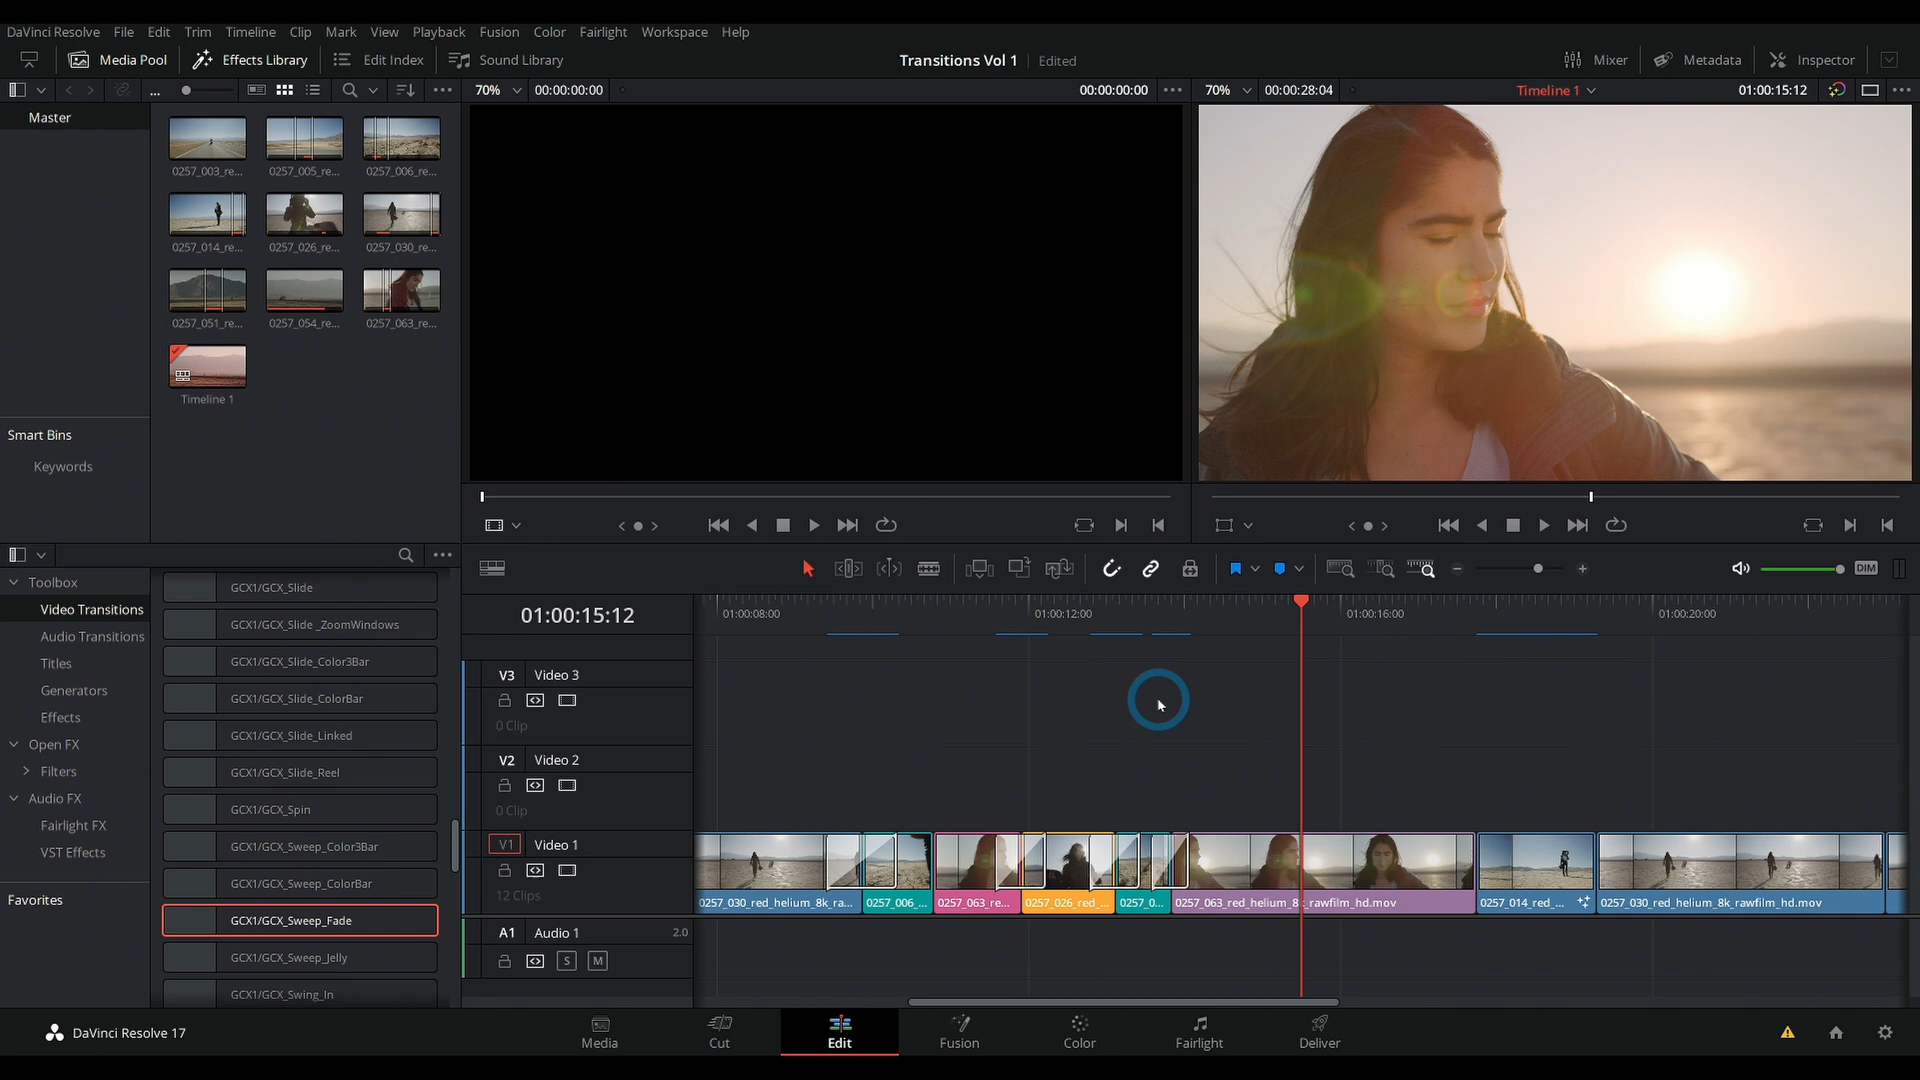 DaVinci Resolve File Edit Trim Timeline Clip Mark View Playback Fusion Color Fairlight Workspace Help
Media Pool Effects Library Edit Index Sound Library Transitions Vol 1 Edited Mixer Metadata Inspector
... 70% 00:00:00:00 00:00:00:00 70% 00:00:28:04 Timeline 1 01:00:15:12
Master
0257_003_re... 0257_005_re... 0257_006_re...
0257_014_re... 0257_026_re... 0257_030_re...
0257_051_re... 0257_054_re... 0257_063_re...
Timeline 1
Smart Bins
Keywords
Toolbox
Video Transitions
Audio Transitions
Titles
Generators
Effects
Open FX
Filters
Audio FX
Fairlight FX
VST Effects
Favorites
GCX1/GCX_Slide
GCX1/GCX_Slide _ZoomWindows
GCX1/GCX_Slide_Color3Bar
GCX1/GCX_Slide_ColorBar
GCX1/GCX_Slide_Linked
GCX1/GCX_Slide_Reel
GCX1/GCX_Spin
GCX1/GCX_Sweep_Color3Bar
GCX1/GCX_Sweep_ColorBar
GCX1/GCX_Sweep_Fade
GCX1/GCX_Sweep_Jelly
GCX1/GCX_Swing_In
DIM
01:00:15:12 01:00:08:00 01:00:12:00 01:00:16:00 01:00:20:00
V3 Video 3
0 Clip
V2 Video 2
0 Clip
V1 Video 1
12 Clips
0257_030_red_helium_8k_ra... 0257_006_... 0257_063_re... 0257_026_red_... 0257_0... 0257_063_red_helium_8k_rawfilm_hd.mov 0257_014_red_... 0257_030_red_helium_8k_rawfilm_hd.mov
A1 Audio 1 2.0
S M
DaVinci Resolve 17 Media Cut Edit Fusion Color Fairlight Deliver